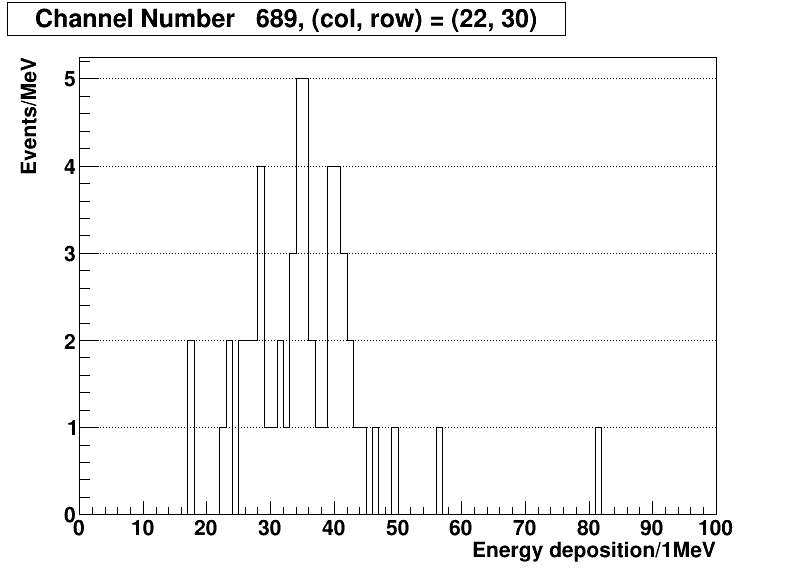 Channel Number 689, (col, row) = (22, 30)
Events/MeV
5
4
3
2
1
0
0 10 20 30 40 50 60 70 80 90 100
Energy deposition/1MeV